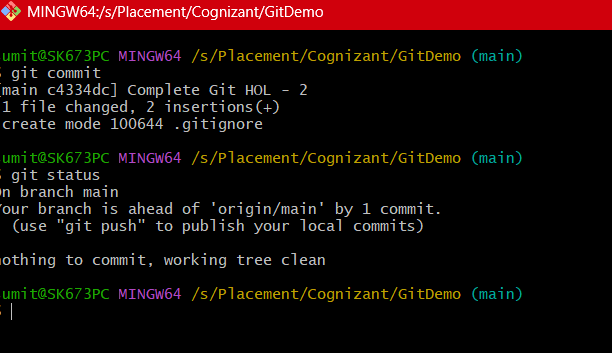 MINGW64:/s/Placement/Cognizant/GitDemo
umit@SK673PC MINGW64 /s/Placement/Cognizant/GitDemo (main)
$ git commit
[main c4334dc] Complete Git HOL - 2
1 file changed, 2 insertions(+)
create mode 100644 .gitignore
umit@SK673PC MINGW64 /s/Placement/Cognizant/GitDemo (main)
$ git status
On branch main
Your branch is ahead of 'origin/main' by 1 commit.
(use "git push" to publish your local commits)
nothing to commit, working tree clean
umit@SK673PC MINGW64 /s/Placement/Cognizant/GitDemo (main)
$